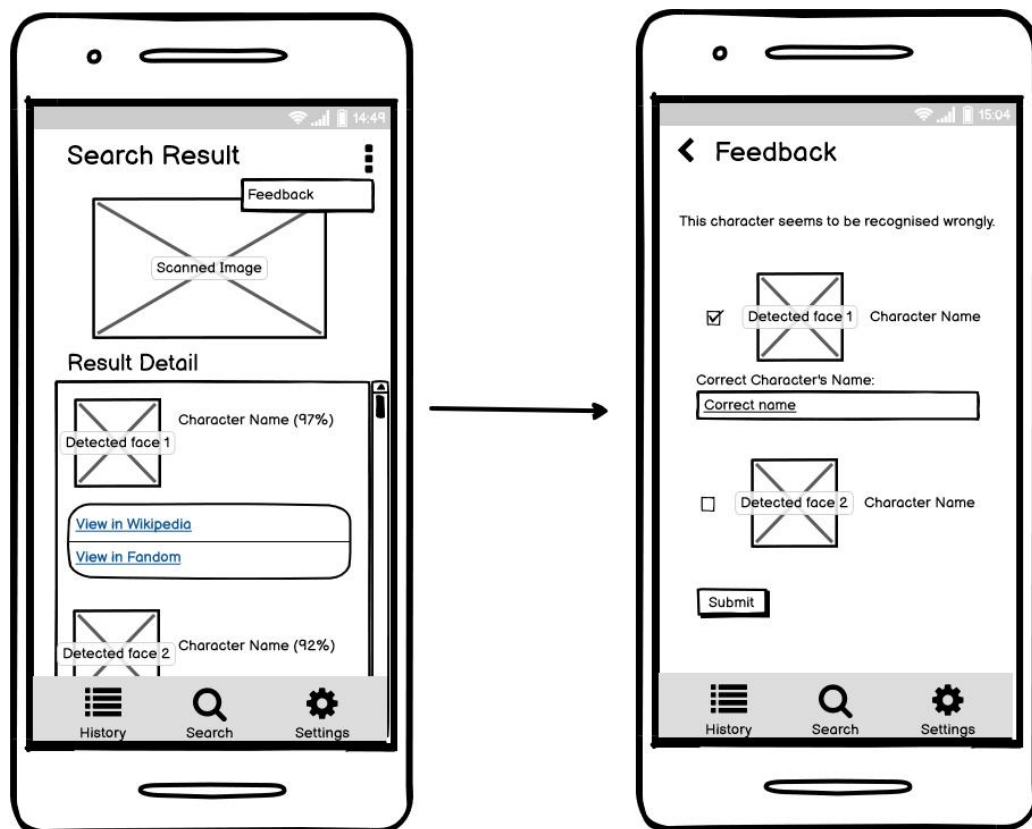 14:49
Search Result
Feedback
Scanned Image
Result Detail
Detected face 1
Character Name (97%)
View in Wikipedia
View in Fandom
Detected face 2
Character Name (92%)
History
Search
Settings
15:04
Feedback
This character seems to be recognised wrongly.
Detected face 1
Character Name
Correct Character's Name:
Correct name
Detected face 2
Character Name
Submit
History
Search
Settings